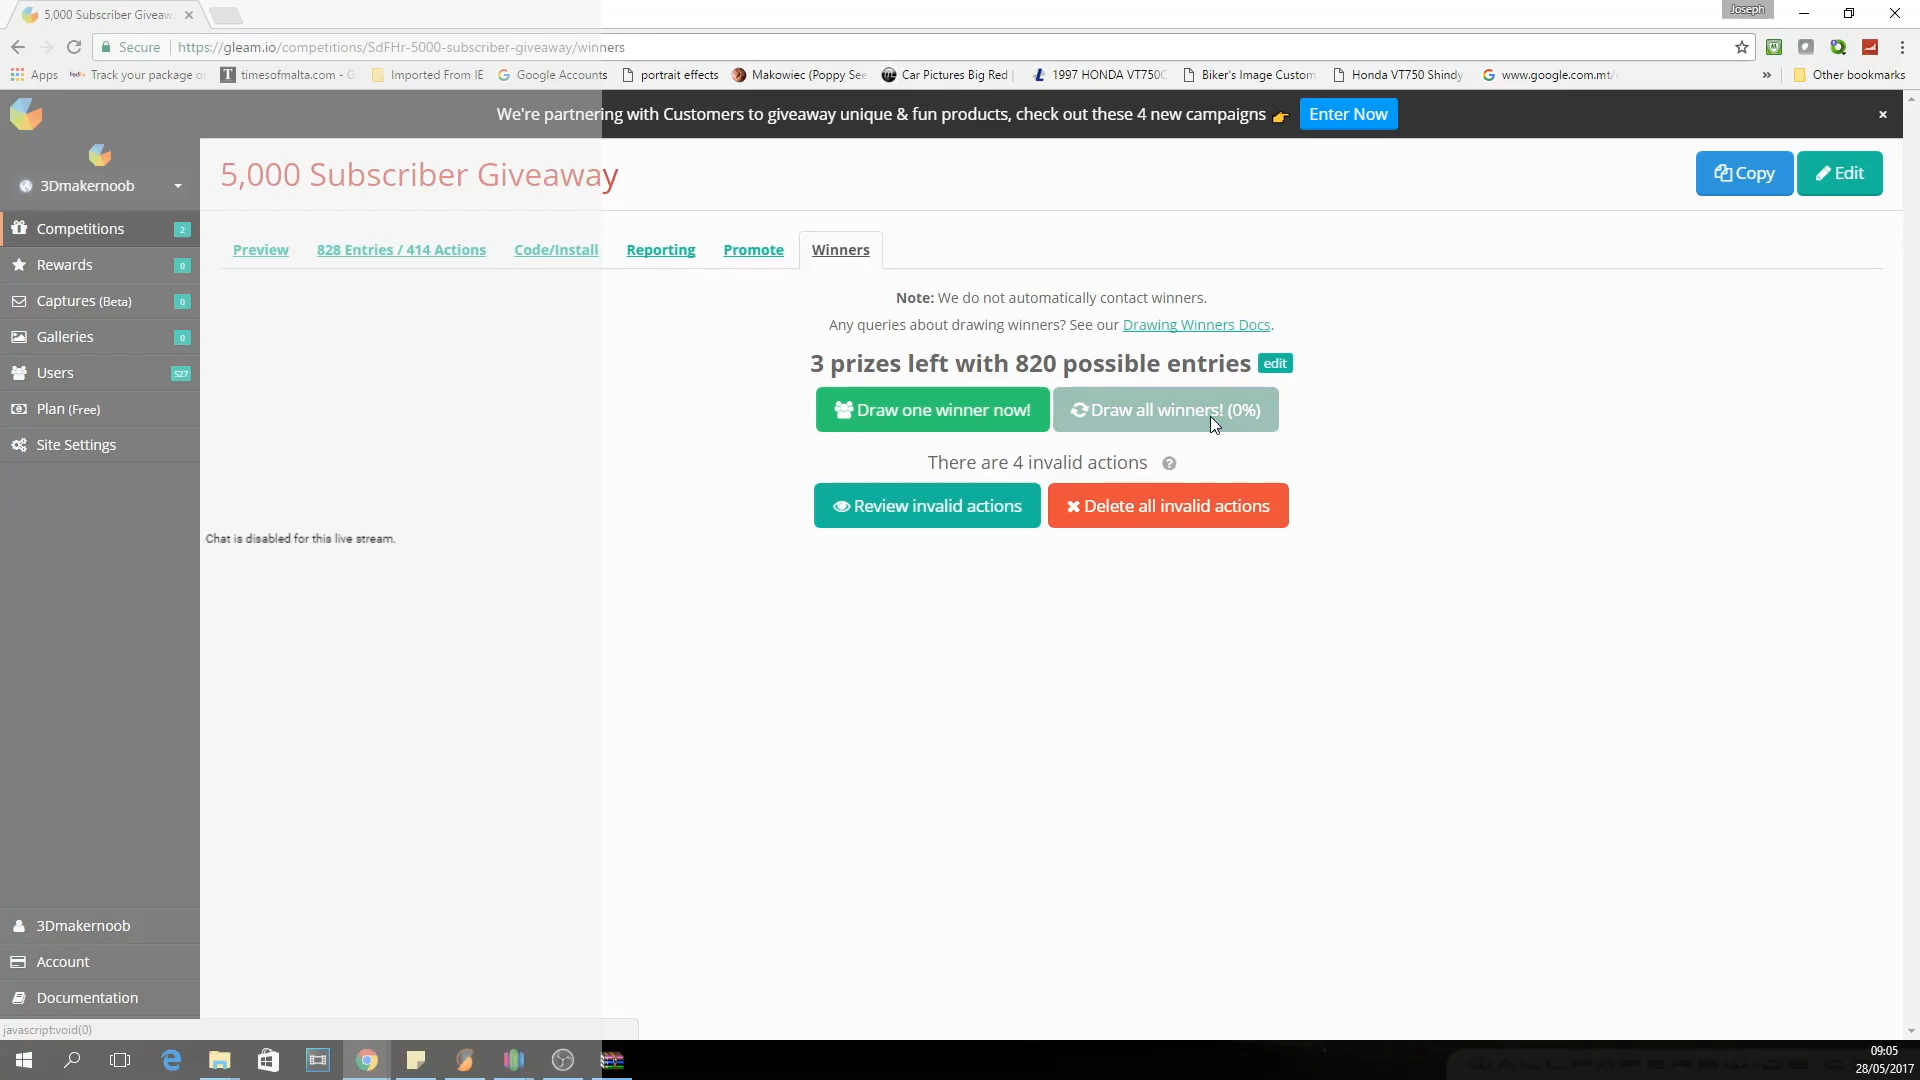 5,000 Subscriber Giveaw
Joseph
Secure
https://gleam.io/competitions/SdFHr-5000-subscriber-giveaway/winners
Apps
FedEx
Track your package o
timesofmalta.com - G
Imported From IE
Google Accounts
portrait effects
Makowiec (Poppy See
Car Pictures Big Red
1997 HONDA VT750C
Biker's Image Custom
Honda VT750 Shindy
www.google.com.mt/
»
Other bookmarks
We're partnering with Customers to giveaway unique & fun products, check out these 4 new campaigns
Enter Now
×
3Dmakernoob
5,000 Subscriber Giveaway
Copy
Edit
Competitions 2
Rewards 0
Captures (Beta) 0
Galleries 0
Users 527
Plan (Free)
Site Settings
Preview
828 Entries / 414 Actions
Code/Install
Reporting
Promote
Winners
Note: We do not automatically contact winners.
Any queries about drawing winners? See our Drawing Winners Docs.
3 prizes left with 820 possible entries edit
Draw one winner now!
Draw all winners! (0%)
There are 4 invalid actions ?
Review invalid actions
Delete all invalid actions
Chat is disabled for this live stream.
3Dmakernoob
Account
Documentation
javascript:void(0)
09:05
28/05/2017